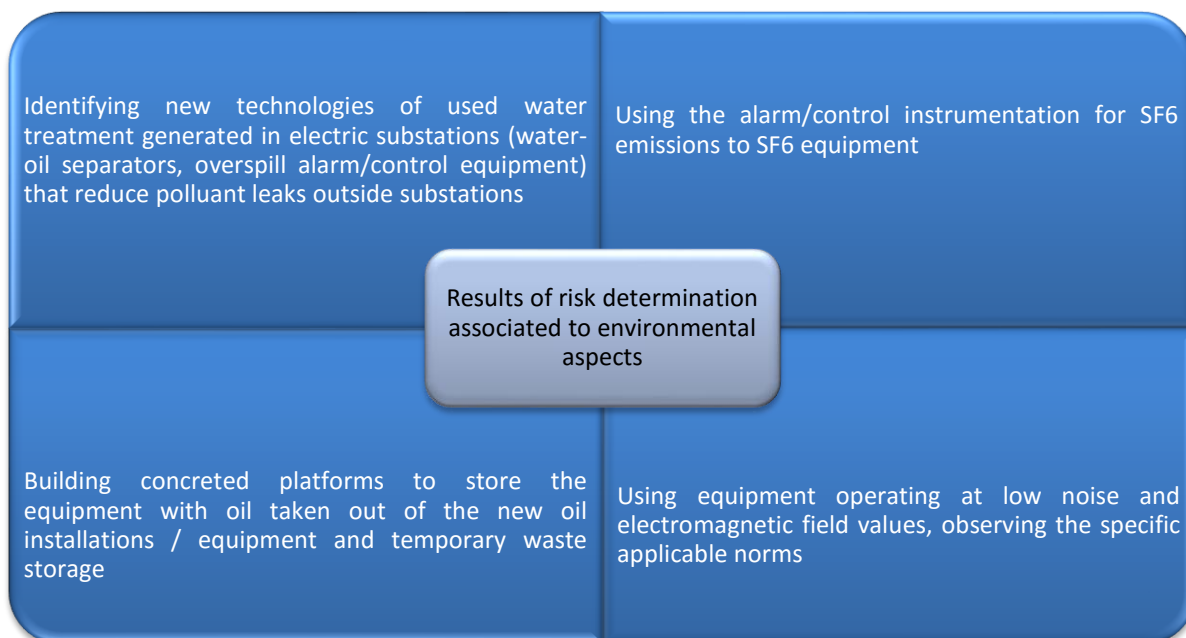 Identifying new technologies of used water
treatment generated in electric substations (water-
oil separators, overspill alarm/control equipment)
that reduce polluant leaks outside substations
Using the alarm/control instrumentation for SF6
emissions to SF6 equipment
Results of risk determination
associated to environmental
aspects
Building concreted platforms to store the
equipment with oil taken out of the new oil
installations / equipment and temporary waste
storage
Using equipment operating at low noise and
electromagnetic field values, observing the specific
applicable norms